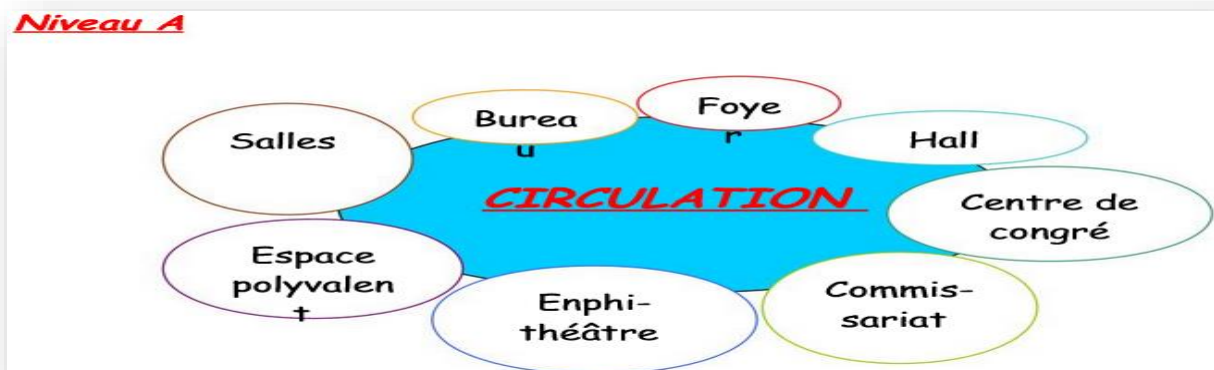 Niveau A
Salles
Burea
u
Foye
r
Hall
CIRCULATION
Centre de
congré
Espace
polyvalen
t
Enphi-
théâtre
Commis-
sariat